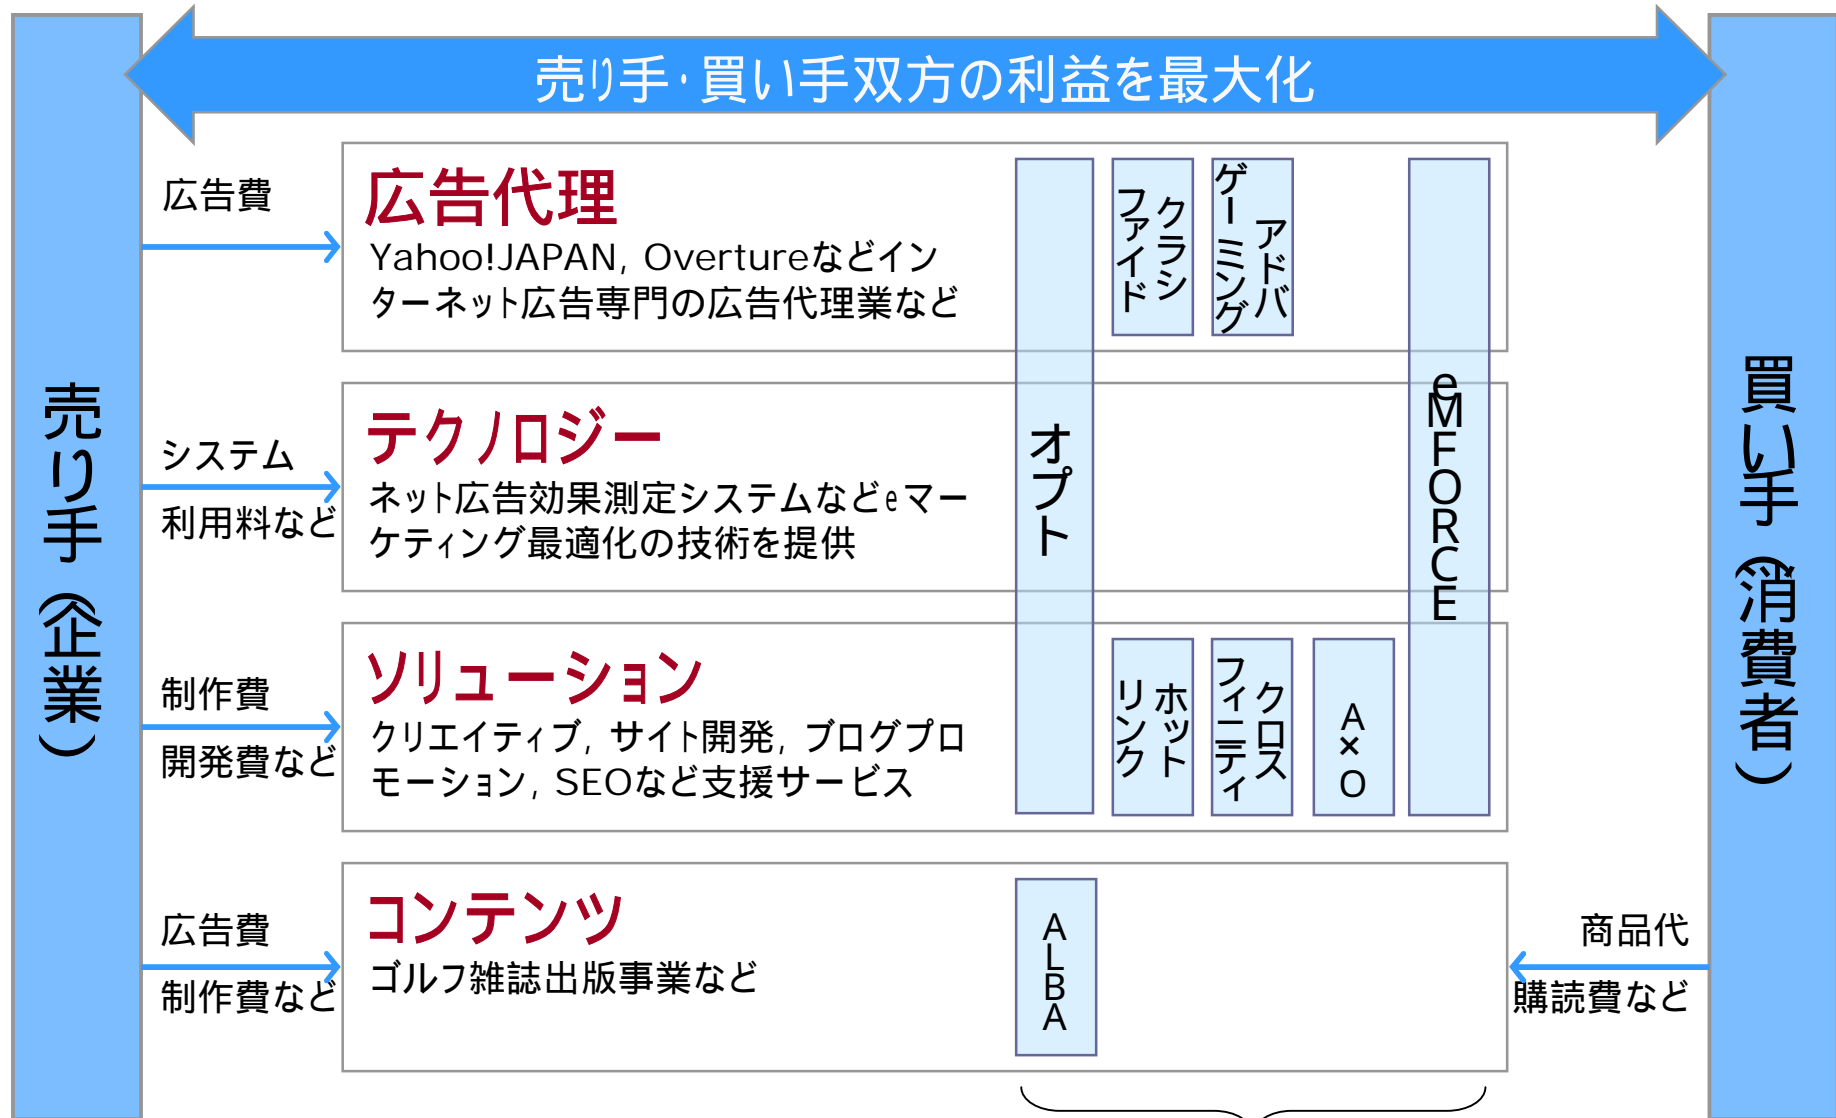 売り手・買い手双方の利益を最大化
売り手(企業)
広告費
広告代理
Yahoo!JAPAN, Overtureなどイン
ターネット広告専門の広告代理業など
システム
利用料など
テクノロジー
ネット広告効果測定システムなどeマー
ケティング最適化の技術を提供
制作費
開発費など
ソリューション
クリエイティブ, サイト開発, ブログプロ
モーション, SEOなど支援サービス
広告費
制作費など
コンテンツ
ゴルフ雑誌出版事業など
オプト
クラシ
ファイド
アドバ
ゲーミング
eMFORCE
ホット
リンク
クロス
フィニティ
A×O
ALBA
商品代
購読費など
買い手(消費者)